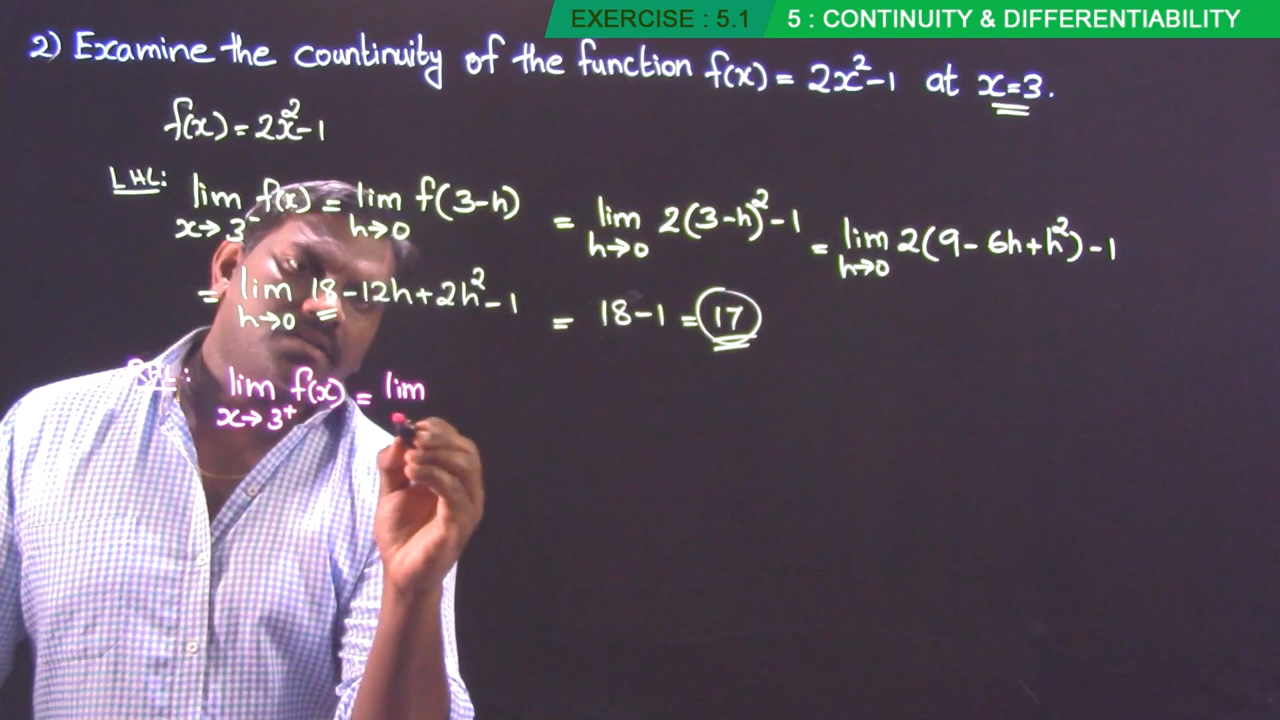 EXERCISE : 5.1 5 : CONTINUITY & DIFFERENTIABILITY
2) Examine the countinuity of the function f(x) = 2x²-1 at x=3.
f(x) = 2x²-1
LHL: lim x→3⁻ f(x) = lim h→0 f(3-h) = lim h→0 2(3-h)²-1 = lim h→0 2(9-6h+h²)-1
= lim h→0 18-12h+2h²-1 = 18-1 = 17
RHL: lim x→3⁺ f(x) = lim